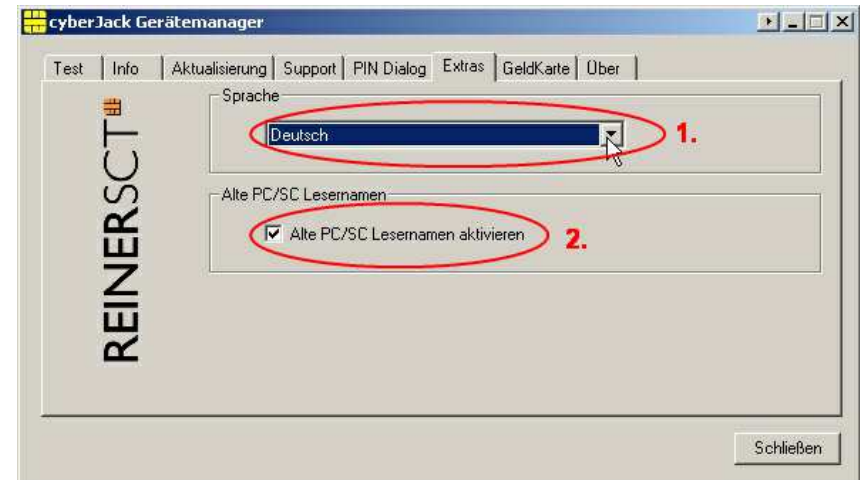 cyberJack Gerätemanager
Test Info Aktualisierung Support PIN Dialog Extras GeldKarte Über
REINERSCT
Sprache
Deutsch
1.
Alte PC/SC Lesernamen
Alte PC/SC Lesernamen aktivieren
2.
Schließen